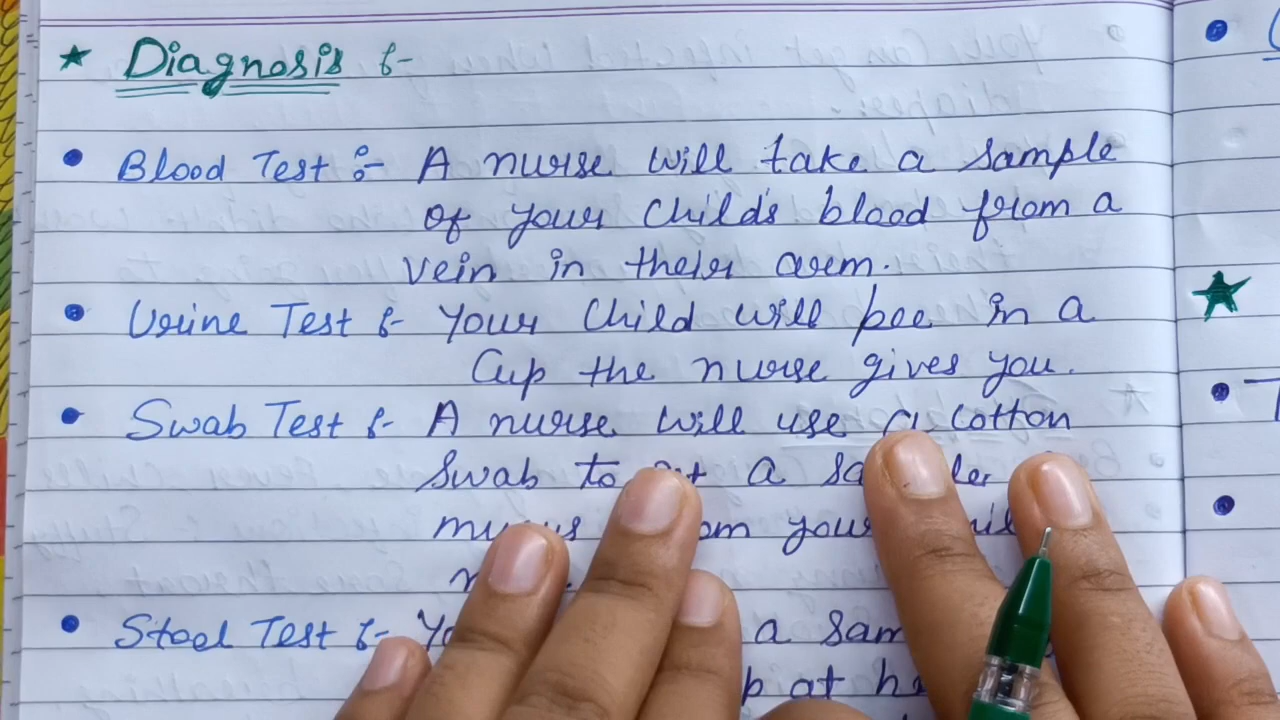 ★ Diagnosis :-
• Blood Test :- A nurse will take a sample
of your child's blood from a
vein in their arm.
• Urine Test :- Your child will pee in a
Cup the nurse gives you.
• Swab Test :- A nurse will use a cotton
Swab to a
your
• Stool Test :- a
at